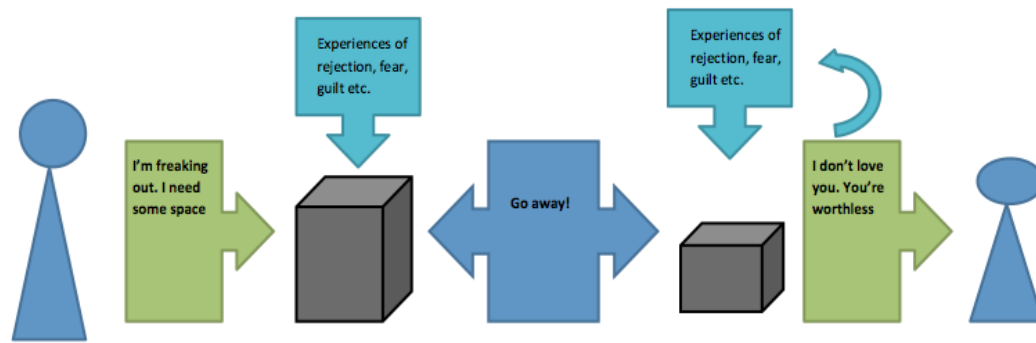 Experiences of
rejection, fear,
guilt etc.
Experiences of
rejection, fear,
guilt etc.
I'm freaking
out. I need
some space
Go away!
I don't love
you. You're
worthless